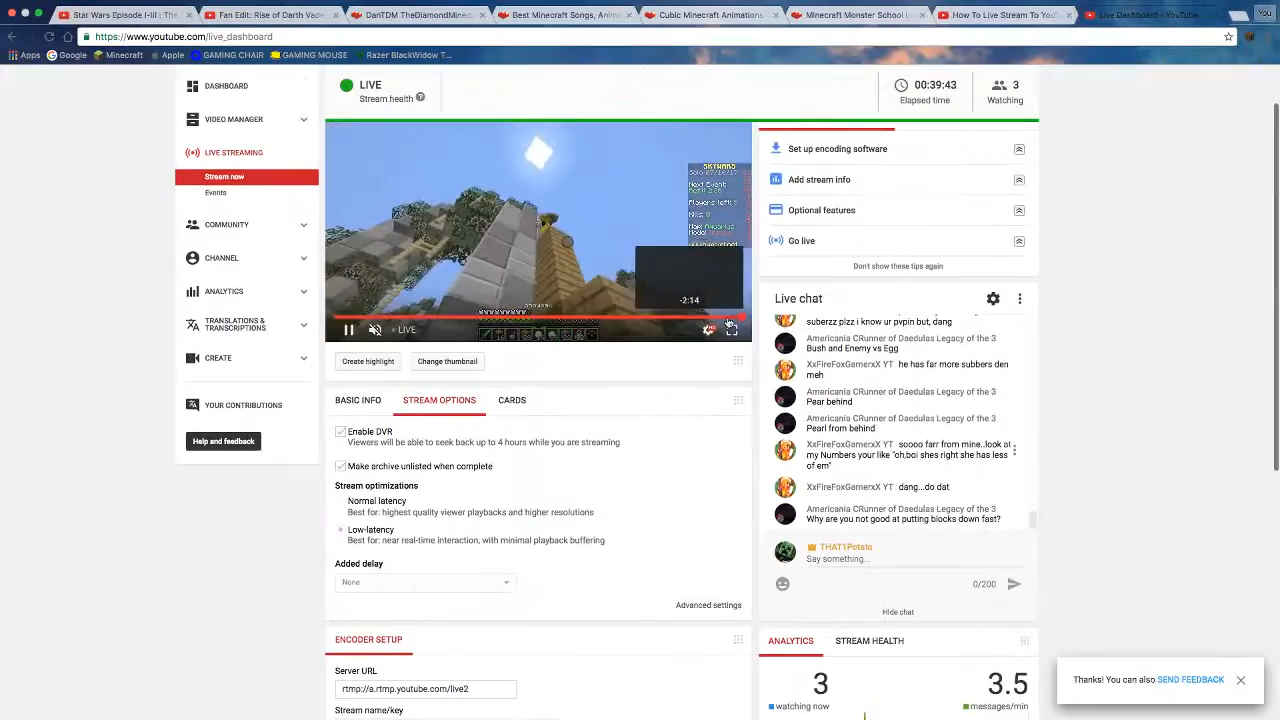 Star Wars Episode I-III : Th
Fan Edit: Rise of Darth Vade
DanTDM TheDiamondMinec
Best Minecraft Songs, Anim
Cubic Minecraft Animations
Minecraft Monster School L
How To Live Stream To YouT
Live Dashboard - YouTube
You
https://www.youtube.com/live_dashboard
Apps
Google
Minecraft
Apple
GAMING CHAIR
GAMING MOUSE
Razer BlackWidow T...
DASHBOARD
VIDEO MANAGER
LIVE STREAMING
Stream now
Events
COMMUNITY
CHANNEL
ANALYTICS
TRANSLATIONS &
TRANSCRIPTIONS
CREATE
YOUR CONTRIBUTIONS
Help and feedback
LIVE
Stream health
00:39:43
Elapsed time
3
Watching
SKYWARS
Next Event:
Players left: 8
Kills: 0
-2:14
LIVE
Create highlight
Change thumbnail
BASIC INFO
STREAM OPTIONS
CARDS
Enable DVR
Viewers will be able to seek back up to 4 hours while you are streaming
Make archive unlisted when complete
Stream optimizations
Normal latency
Best for: highest quality viewer playbacks and higher resolutions
Low-latency
Best for: near real-time interaction, with minimal playback buffering
Added delay
None
Advanced settings
ENCODER SETUP
Server URL
rtmp://a.rtmp.youtube.com/live2
Stream name/key
Set up encoding software
Add stream info
Optional features
Go live
Don't show these tips again
Live chat
suberzz plzz i know ur pvpin but, dang
Americania CRunner of Daedulas Legacy of the 3
Bush and Enemy vs Egg
XxFireFoxGamerxX YT he has far more subbers den
meh
Americania CRunner of Daedulas Legacy of the 3
Pear behind
Americania CRunner of Daedulas Legacy of the 3
Pearl from behind
XxFireFoxGamerxX YT soooo farr from mine..look at
my Numbers your like "oh,boi shes right she has less
of em"
XxFireFoxGamerxX YT dang...do dat
Americania CRunner of Daedulas Legacy of the 3
Why are you not good at putting blocks down fast?
THAT1Potato
Say something...
0/200
Hide chat
ANALYTICS
STREAM HEALTH
3
watching now
3.5
messages/min
Thanks! You can also SEND FEEDBACK